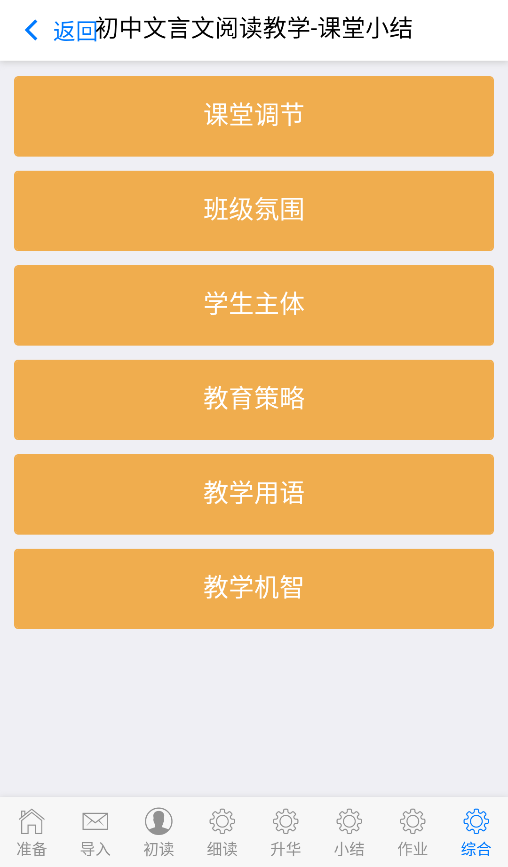 返回初中文言文阅读教学-课堂小结
课堂调节
班级氛围
学生主体
教育策略
教学用语
教学机智
准备 导入 初读 细读 升华 小结 作业 综合